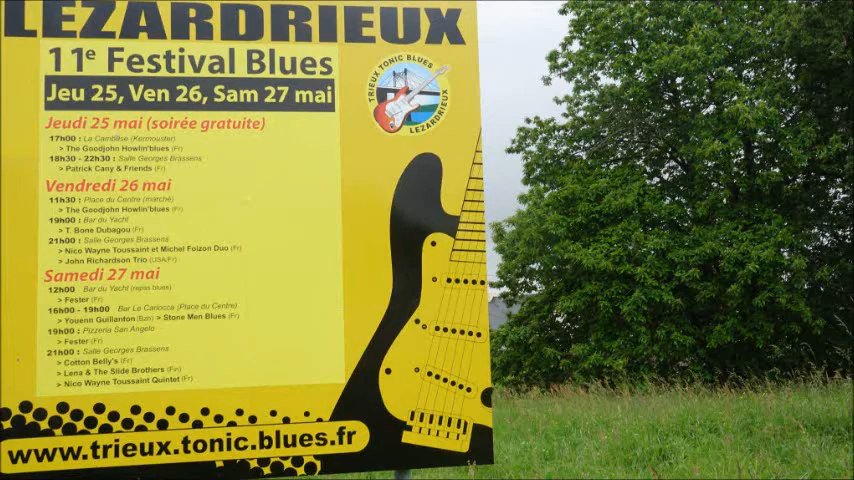 LEZARDRIEUX
11e Festival Blues
Jeu 25, Ven 26, Sam 27 mai
TRIEUX TONIC BLUES
LEZARDRIEUX
Jeudi 25 mai (soirée gratuite)
17h00 : La Cambuse (Kermouster)
> The Goodjohn Howlin'blues (Fr)
18h30 - 22h30 : Salle Georges Brassens
> Patrick Cany & Friends (Fr)
Vendredi 26 mai
11h30 : Place du Centre (marché)
> The Goodjohn Howlin'blues (Fr)
19h00 : Bar du Yacht
> T. Bone Dubagou (Fr)
21h00 : Salle Georges Brassens
> Nico Wayne Toussaint et Michel Foizon Duo (Fr)
> John Richardson Trio (USA/Fr)
Samedi 27 mai
12h00 Bar du Yacht (repas blues)
> Fester (Fr)
16h00 - 19h00 Bar Le Cariocca (Place du Centre)
> Youenn Guillanton (Bzh) > Stone Men Blues (Fr)
19h00 : Pizzeria San Angelo
> Fester (Fr)
21h00 : Salle Georges Brassens
> Cotton Belly's (Fr)
> Lena & The Slide Brothers (Fin)
> Nico Wayne Toussaint Quintet (Fr)
www.trieux.tonic.blues.fr